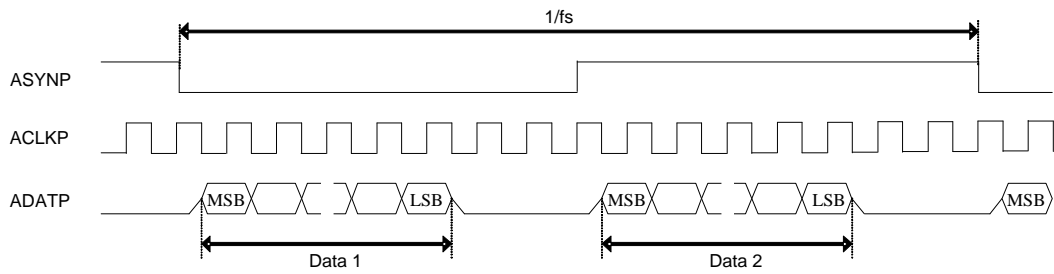 1/fs
ASYNP
ACLKP
ADATP MSB LSB MSB LSB MSB
Data 1 Data 2